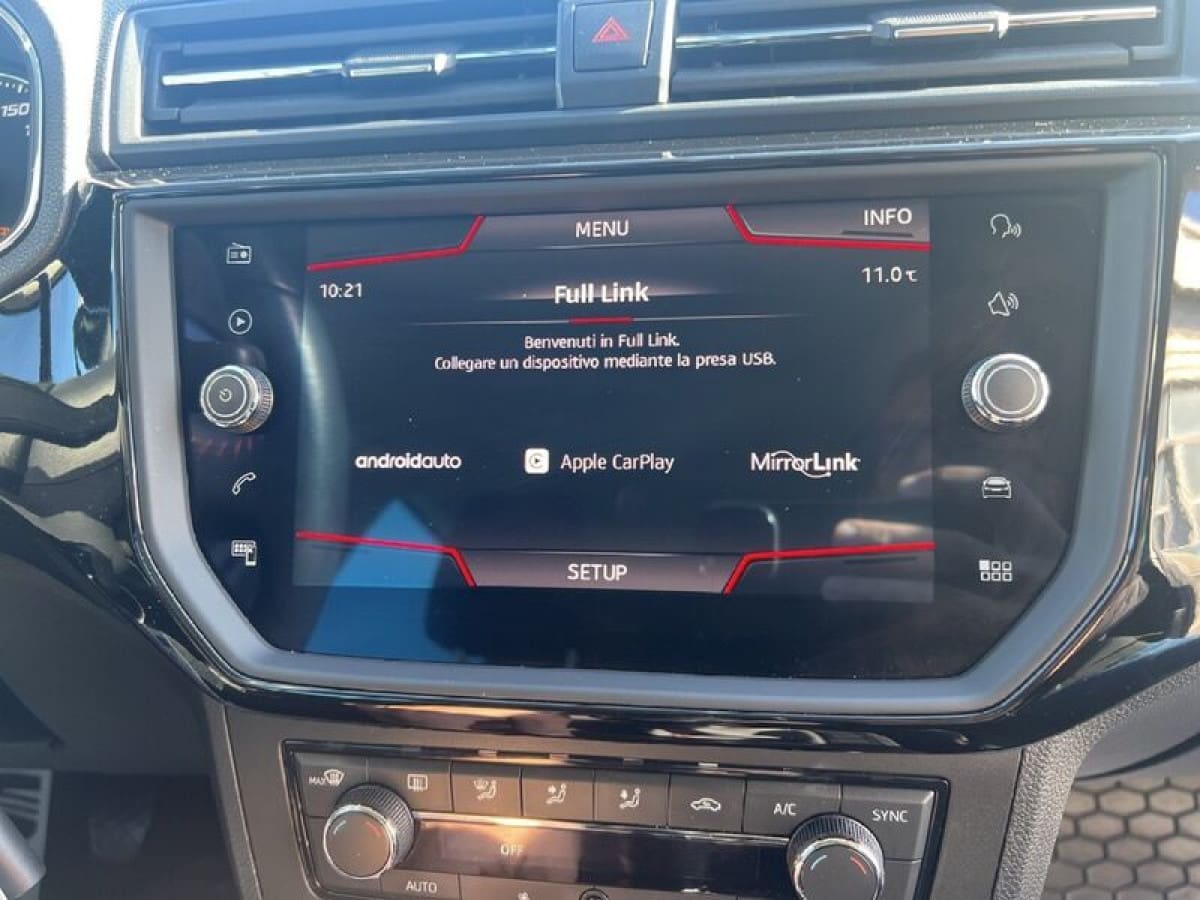 150
MENU
INFO
10:21
11.0 °C
Full Link
Benvenuti in Full Link.
Collegare un dispositivo mediante la presa USB.
androidauto
Apple CarPlay
MirrorLink
SETUP
MAX
A/C
SYNC
OFF
AUTO